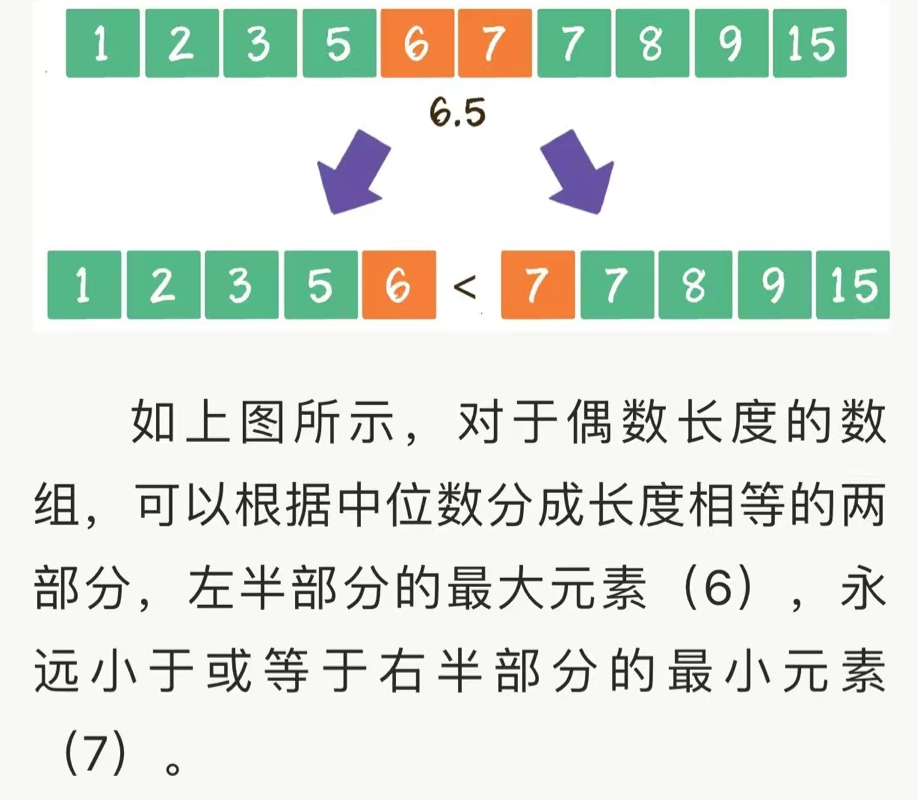 1 2 3 5 6 7 7 8 9 15
6.5
1 2 3 5 6 < 7 7 8 9 15
如上图所示，对于偶数长度的数
组，可以根据中位数分成长度相等的两
部分，左半部分的最大元素（6），永
远小于或等于右半部分的最小元素
（7）。